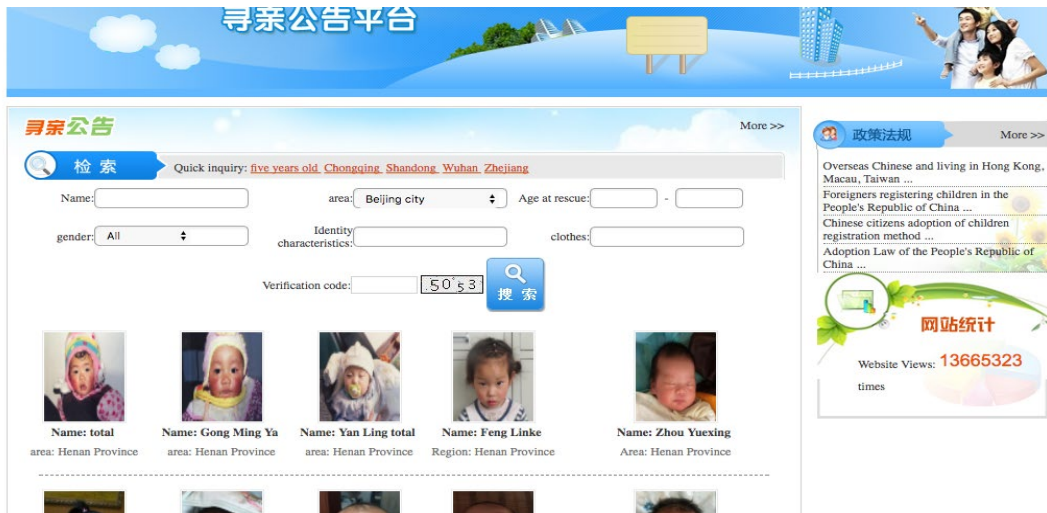 寻亲公告平台
寻亲公告
More >>
检 索
Quick inquiry: five years old Chongqing Shandong Wuhan Zhejiang
Name:
area: Beijing city
Age at rescue: -
gender: All
Identity characteristics:
clothes:
Verification code: 5053
搜 索
Name: total
Name: Gong Ming Ya
Name: Yan Ling total
Name: Feng Linke
Name: Zhou Yuexing
area: Henan Province
area: Henan Province
area: Henan Province
Region: Henan Province
Area: Henan Province
政策法规
More >>
Overseas Chinese and living in Hong Kong,
Macau, Taiwan ...
Foreigners registering children in the
People's Republic of China ...
Chinese citizens adoption of children
registration method ...
Adoption Law of the People's Republic of
China ...
网站统计
Website Views: 13665323
times